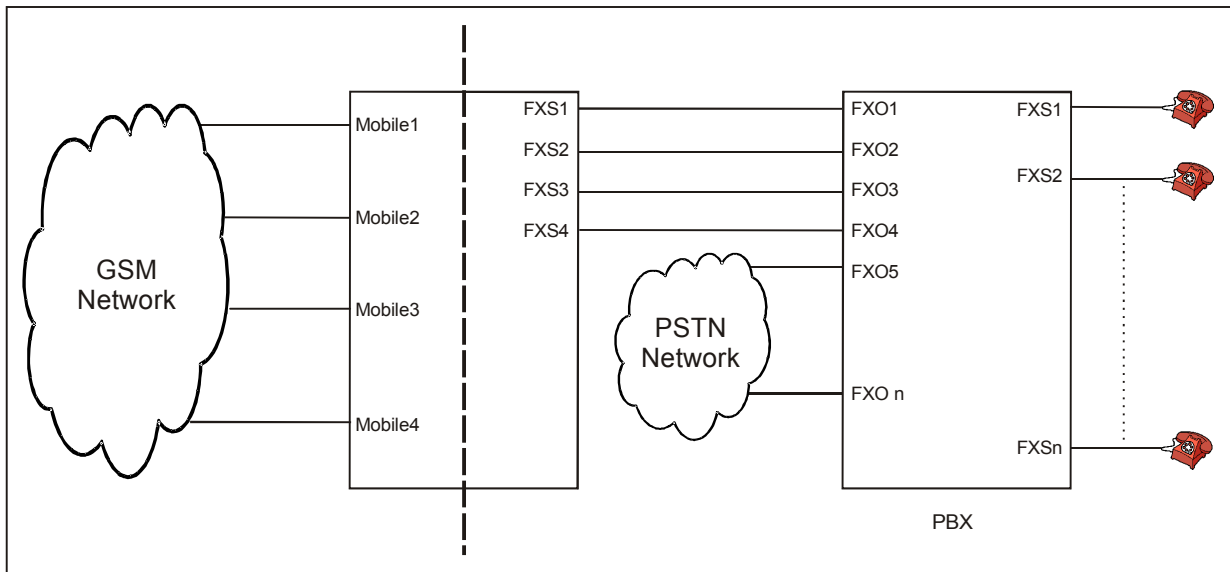 GSM
Network
Mobile1
Mobile2
Mobile3
Mobile4
FXS1
FXS2
FXS3
FXS4
PSTN
Network
FXO1
FXO2
FXO3
FXO4
FXO5
FXO n
FXS1
FXS2
FXSn
PBX